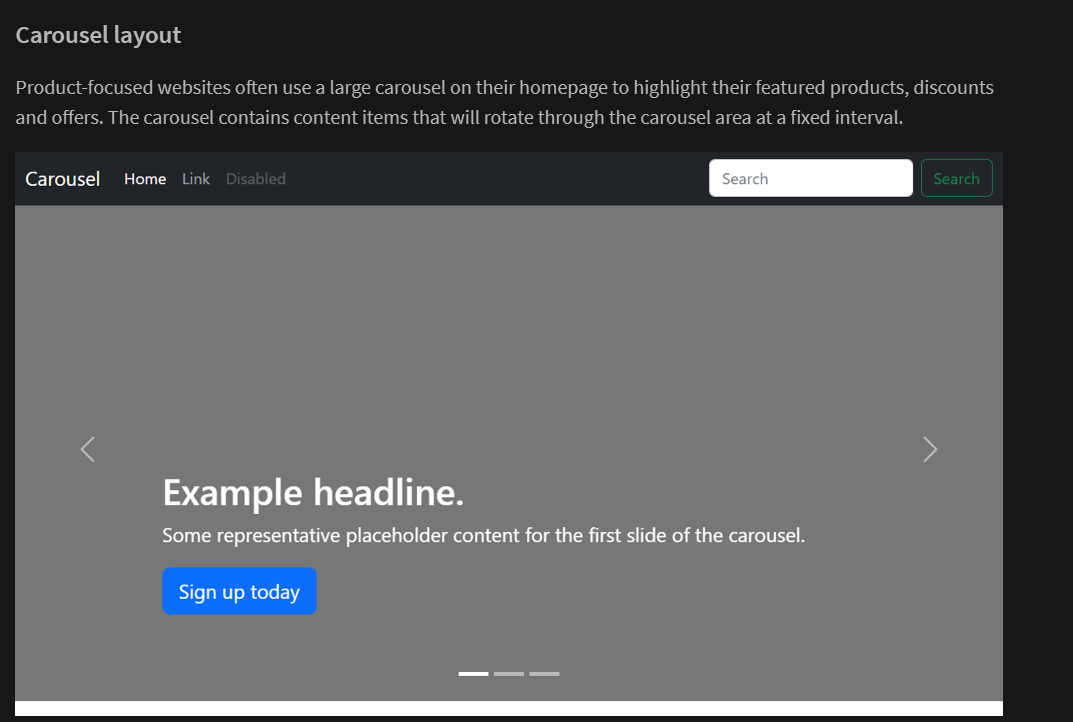 Carousel layout
Product-focused websites often use a large carousel on their homepage to highlight their featured products, discounts
and offers. The carousel contains content items that will rotate through the carousel area at a fixed interval.
Carousel Home Link Disabled Search Search
Example headline.
Some representative placeholder content for the first slide of the carousel.
Sign up today